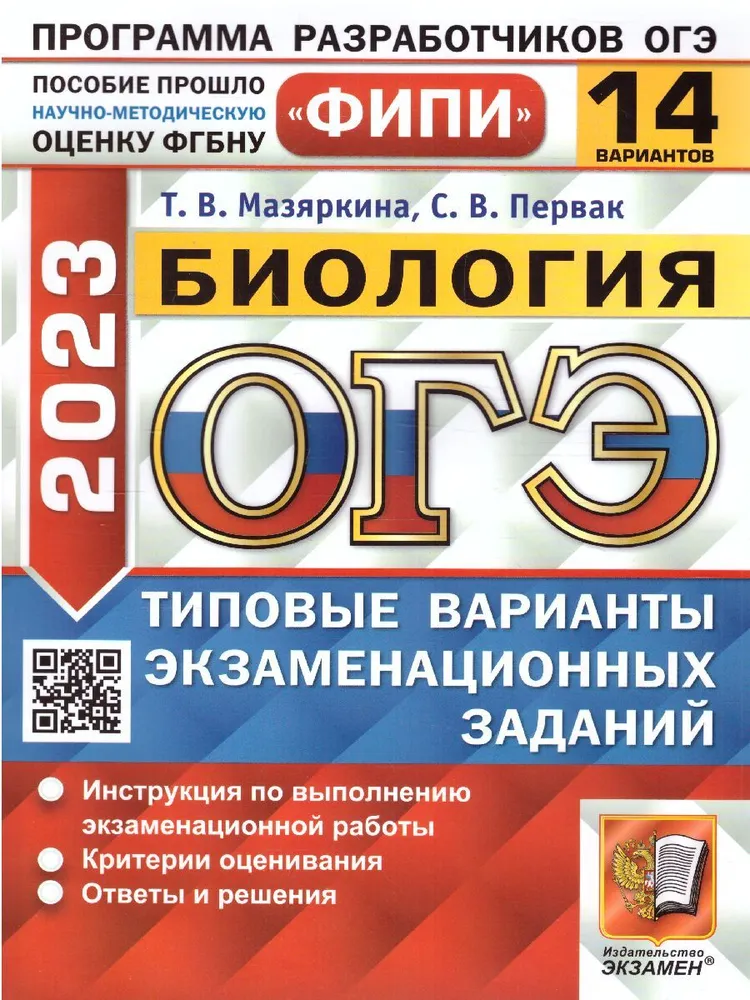 ПРОГРАММА РАЗРАБОТЧИКОВ ОГЭ
ПОСОБИЕ ПРОШЛО
НАУЧНО-МЕТОДИЧЕСКУЮ
ОЦЕНКУ ФГБНУ
«ФИПИ»
14
ВАРИАНТОВ
2023
Т. В. Мазяркина, С. В. Первак
БИОЛОГИЯ
ОГЭ
ТИПОВЫЕ ВАРИАНТЫ
ЭКЗАМЕНАЦИОННЫХ
ЗАДАНИЙ
Инструкция по выполнению
экзаменационной работы
Критерии оценивания
Ответы и решения
Издательство
ЭКЗАМЕН®